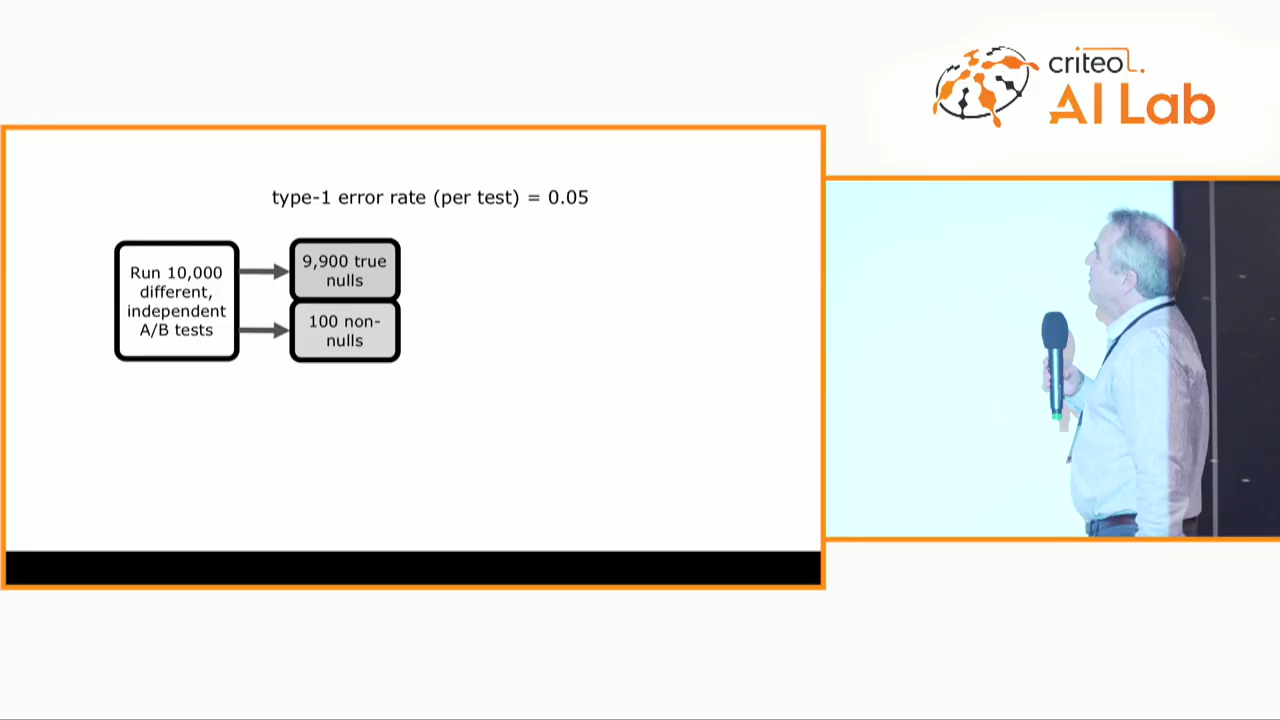 criteo
AI Lab
type-1 error rate (per test) = 0.05
Run 10,000
different,
independent
A/B tests
9,900 true
nulls
100 non-
nulls